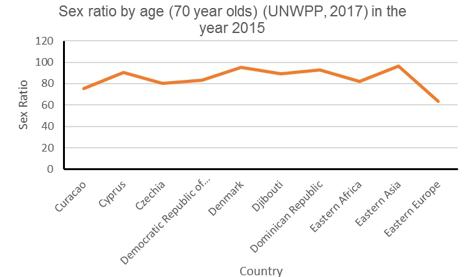 Sex ratio by age (70 year olds) (UNWPP, 2017) in the
year 2015
120
100
80
60
40
20
0
Sex Ratio
Curacao
Cyprus
Czechia
Democratic Republic of...
Denmark
Djibouti
Dominican Republic
Eastern Africa
Eastern Asia
Eastern Europe
Country